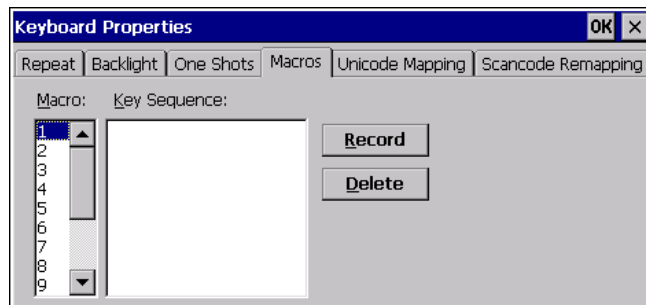 Keyboard Properties OK ×
Repeat Backlight One Shots Macros Unicode Mapping Scancode Remapping
Macro: Key Sequence:
1
2
3
4
5
6
7
8
9
Record
Delete